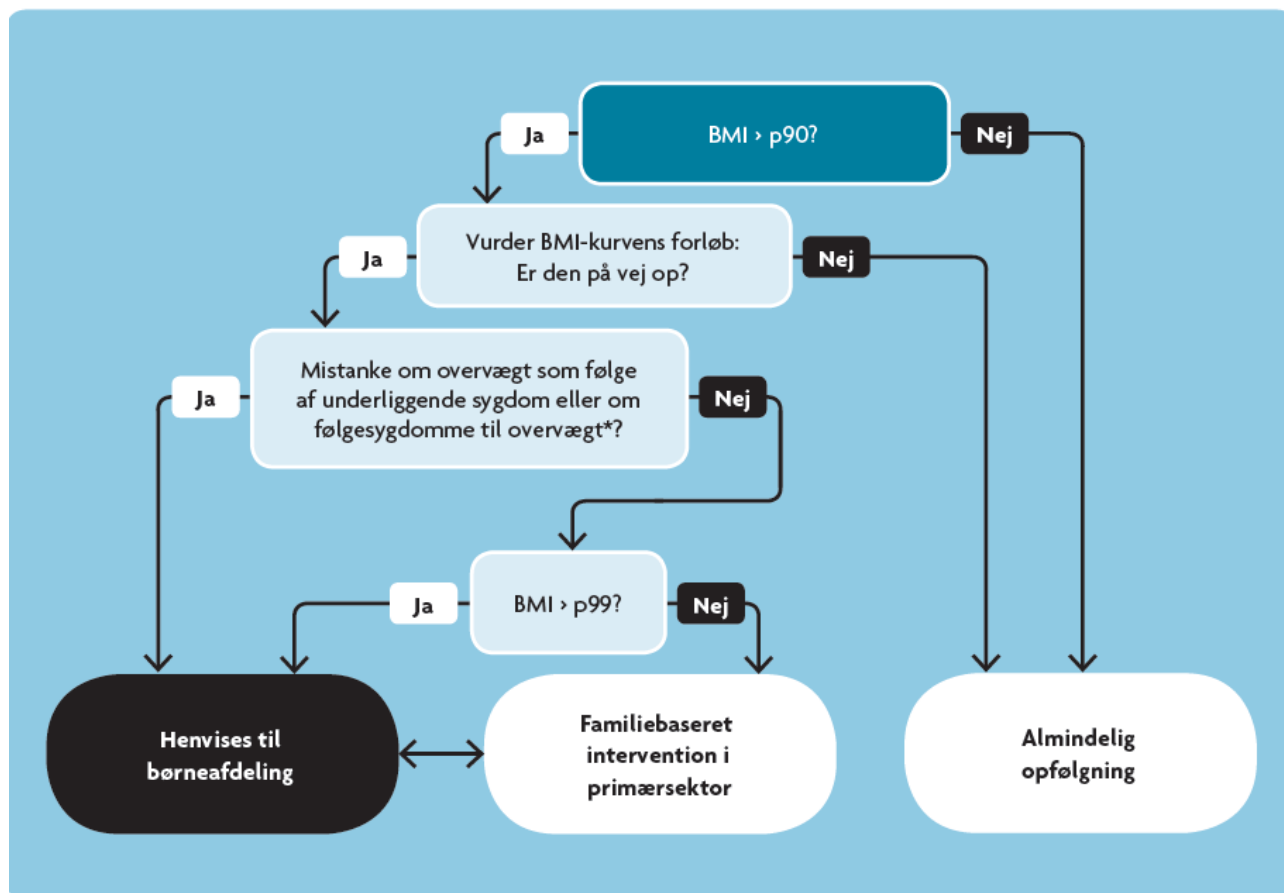 BMI > p90?
Ja
Nej
Vurder BMI-kurvens forløb:
Er den på vej op?
Ja
Nej
Mistanke om overvægt som følge
af underliggende sygdom eller om
følgesygdomme til overvægt*?
Ja
Nej
BMI > p99?
Ja
Nej
Henvises til
børneafdeling
Familiebaseret
intervention i
primærsektor
Almindelig
opfølgning